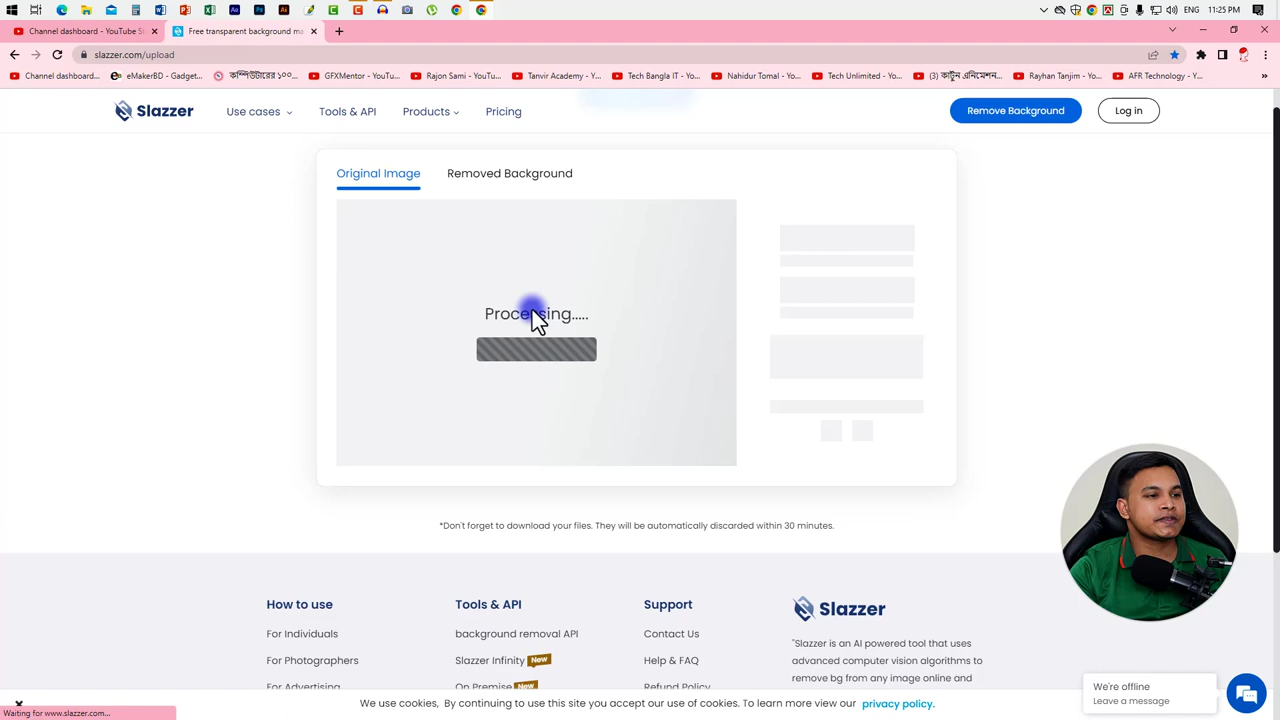 ENG
11:25 PM
Channel dashboard - YouTube S
Free transparent background ma
slazzer.com/upload
Channel dashboard...
eMakerBD - Gadget...
কম্পিউটারের ১০০...
GFXMentor - YouTu...
Rajon Sami - YouTu...
Tanvir Academy - Y...
Tech Bangla IT - Yo...
Nahidur Tomal - Yo...
Tech Unlimited - Yo...
(3) কার্টুন এনিমেশন...
Rayhan Tanjim - Yo...
AFR Technology - Y...
Slazzer
Use cases
Tools & API
Products
Pricing
Remove Background
Log in
Original Image
Removed Background
Processing.....
*Don't forget to download your files. They will be automatically discarded within 30 minutes.
How to use
Tools & API
Support
Slazzer
For Individuals
background removal API
Contact Us
"Slazzer is an AI powered tool that uses
For Photographers
Slazzer Infinity New
Help & FAQ
advanced computer vision algorithms to
For Advertising
On Premise New
Refund Policy
remove bg from any image online and
We're offline
Leave a message
We use cookies, By continuing to use this site you accept our use of cookies. To learn more view our privacy policy.
Waiting for www.slazzer.com...